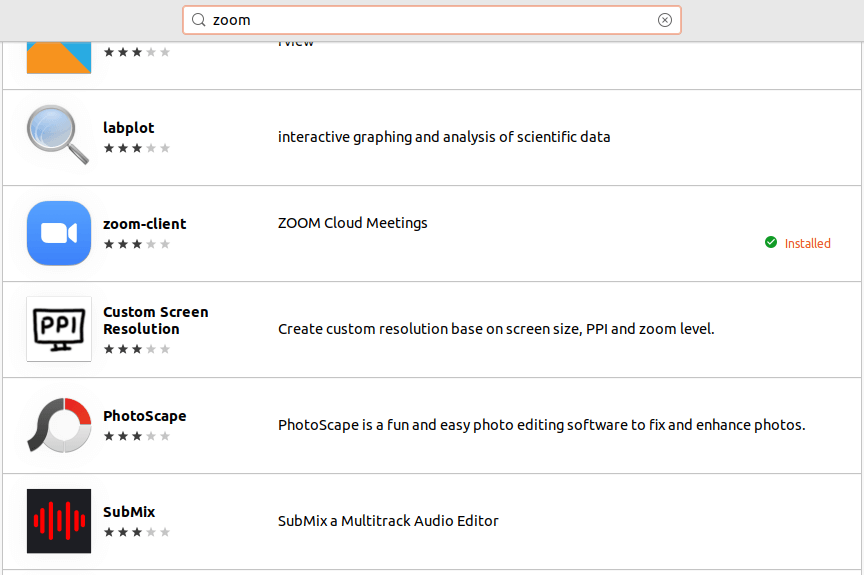 zoom
labplot
interactive graphing and analysis of scientific data
zoom-client
ZOOM Cloud Meetings
Installed
PPI
Custom Screen
Resolution
Create custom resolution base on screen size, PPI and zoom level.
PhotoScape
PhotoScape is a fun and easy photo editing software to fix and enhance photos.
SubMix
SubMix a Multitrack Audio Editor